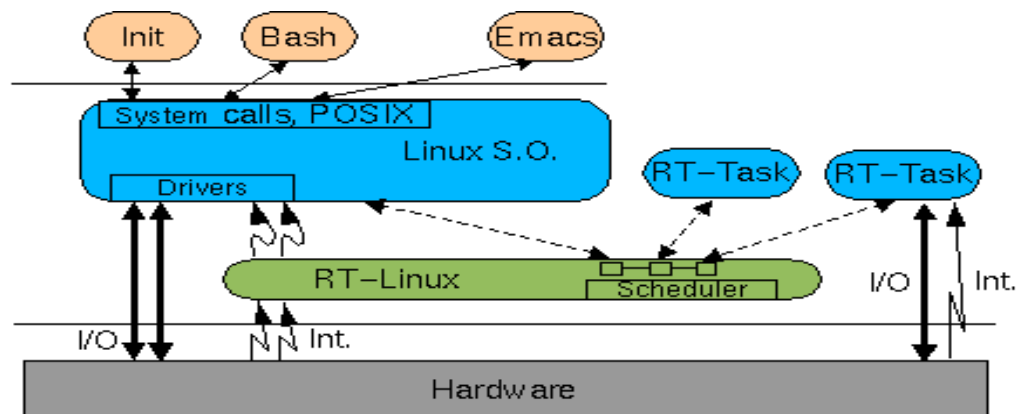 Init
Bash
Emacs
System calls, POSIX
Linux S.O.
Drivers
RT-Task
RT-Task
RT-Linux
Scheduler
I/O
Int.
I/O
Int.
Hardware